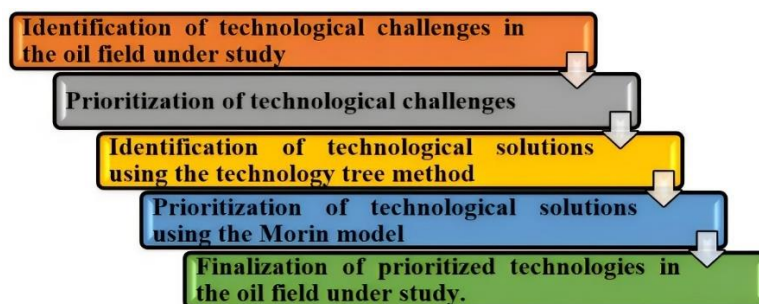 Identification of technological challenges in
the oil field under study
Prioritization of technological challenges
Identification of technological solutions
using the technology tree method
Prioritization of technological solutions
using the Morin model
Finalization of prioritized technologies in
the oil field under study.